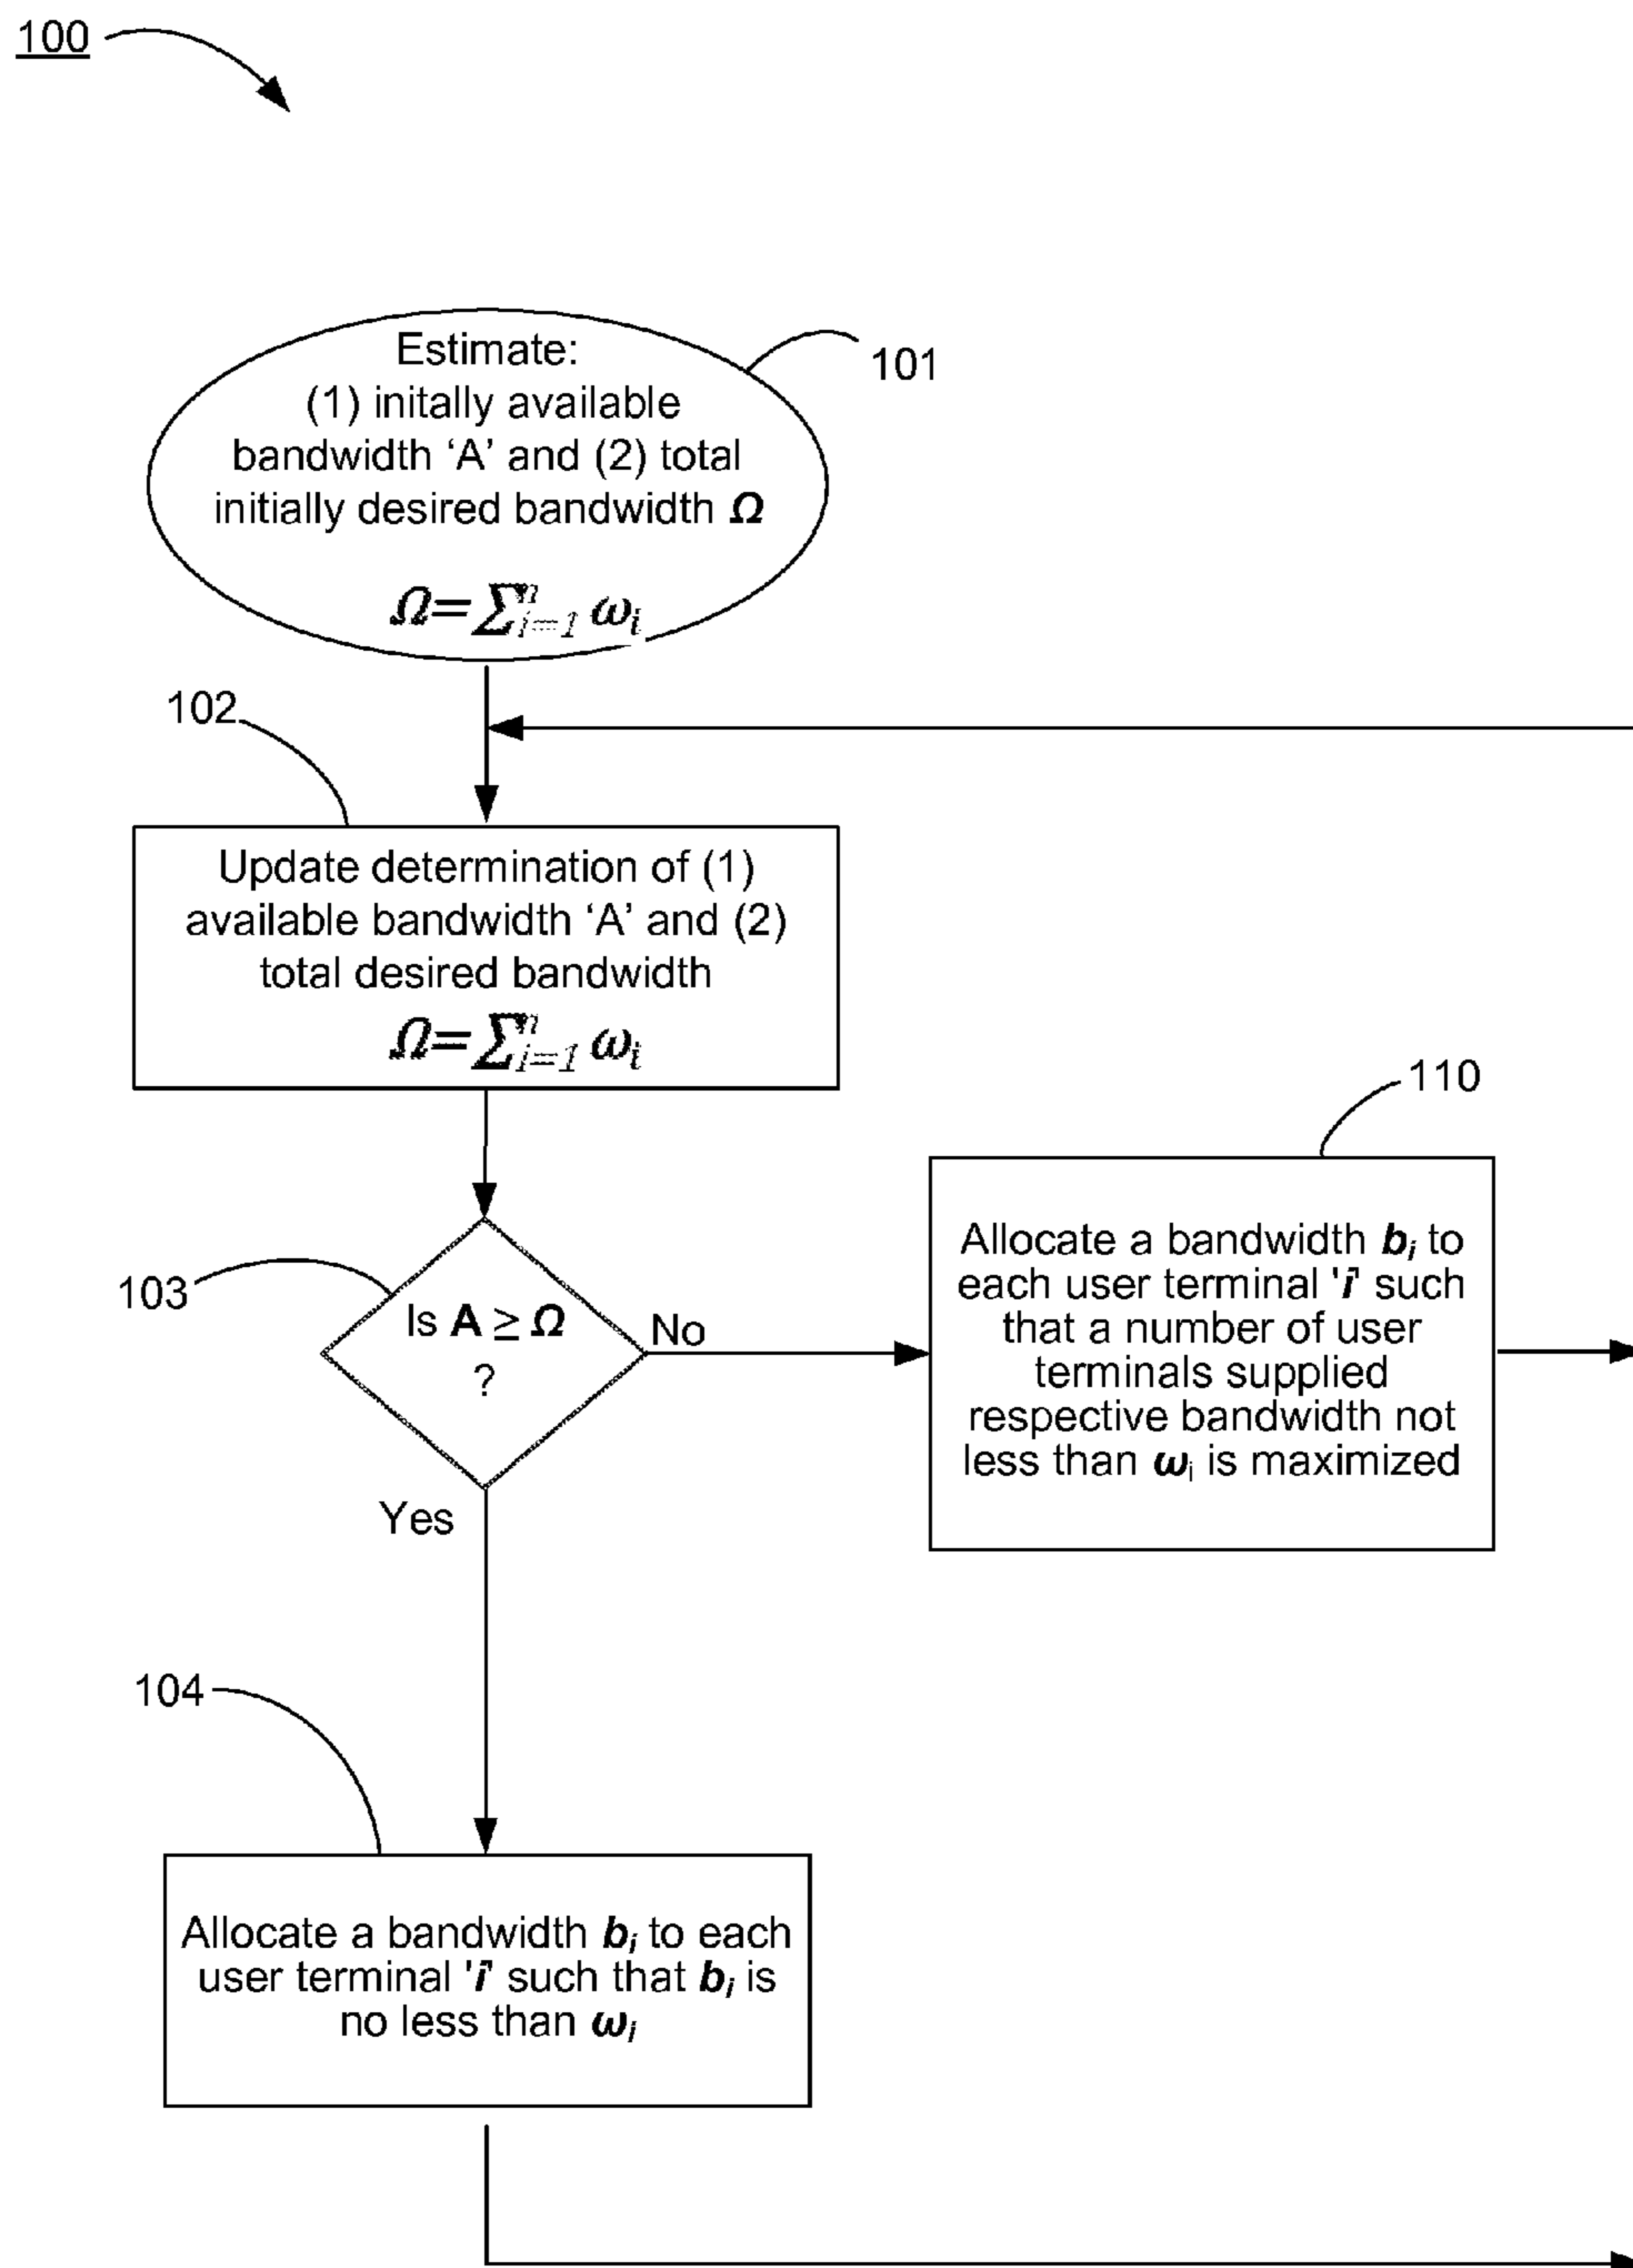 100
Estimate:
(1) initally available
bandwidth ‘A’ and (2) total
initially desired bandwidth Ω
Ω=∑ⁿᵢ₌₁ ωᵢ
101
102
Update determination of (1)
available bandwidth ‘A’ and (2)
total desired bandwidth
Ω=∑ⁿᵢ₌₁ ωᵢ
103
Is A ≥ Ω
?
No
Yes
110
Allocate a bandwidth bᵢ to
each user terminal 'i' such
that a number of user
terminals supplied
respective bandwidth not
less than ωᵢ is maximized
104
Allocate a bandwidth bᵢ to each
user terminal 'i' such that bᵢ is
no less than ωᵢ